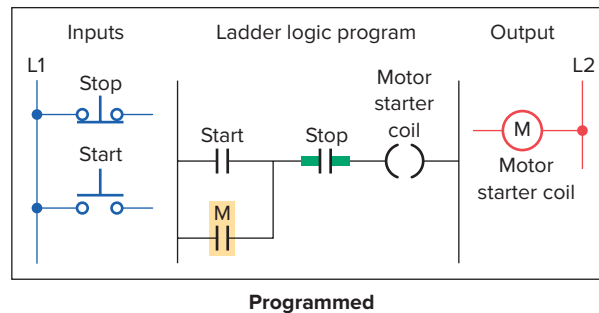 Inputs
Ladder logic program
Output
L1
Stop
Start
Start
Stop
Motor
starter
coil
M
L2
M
Motor
starter coil
Programmed